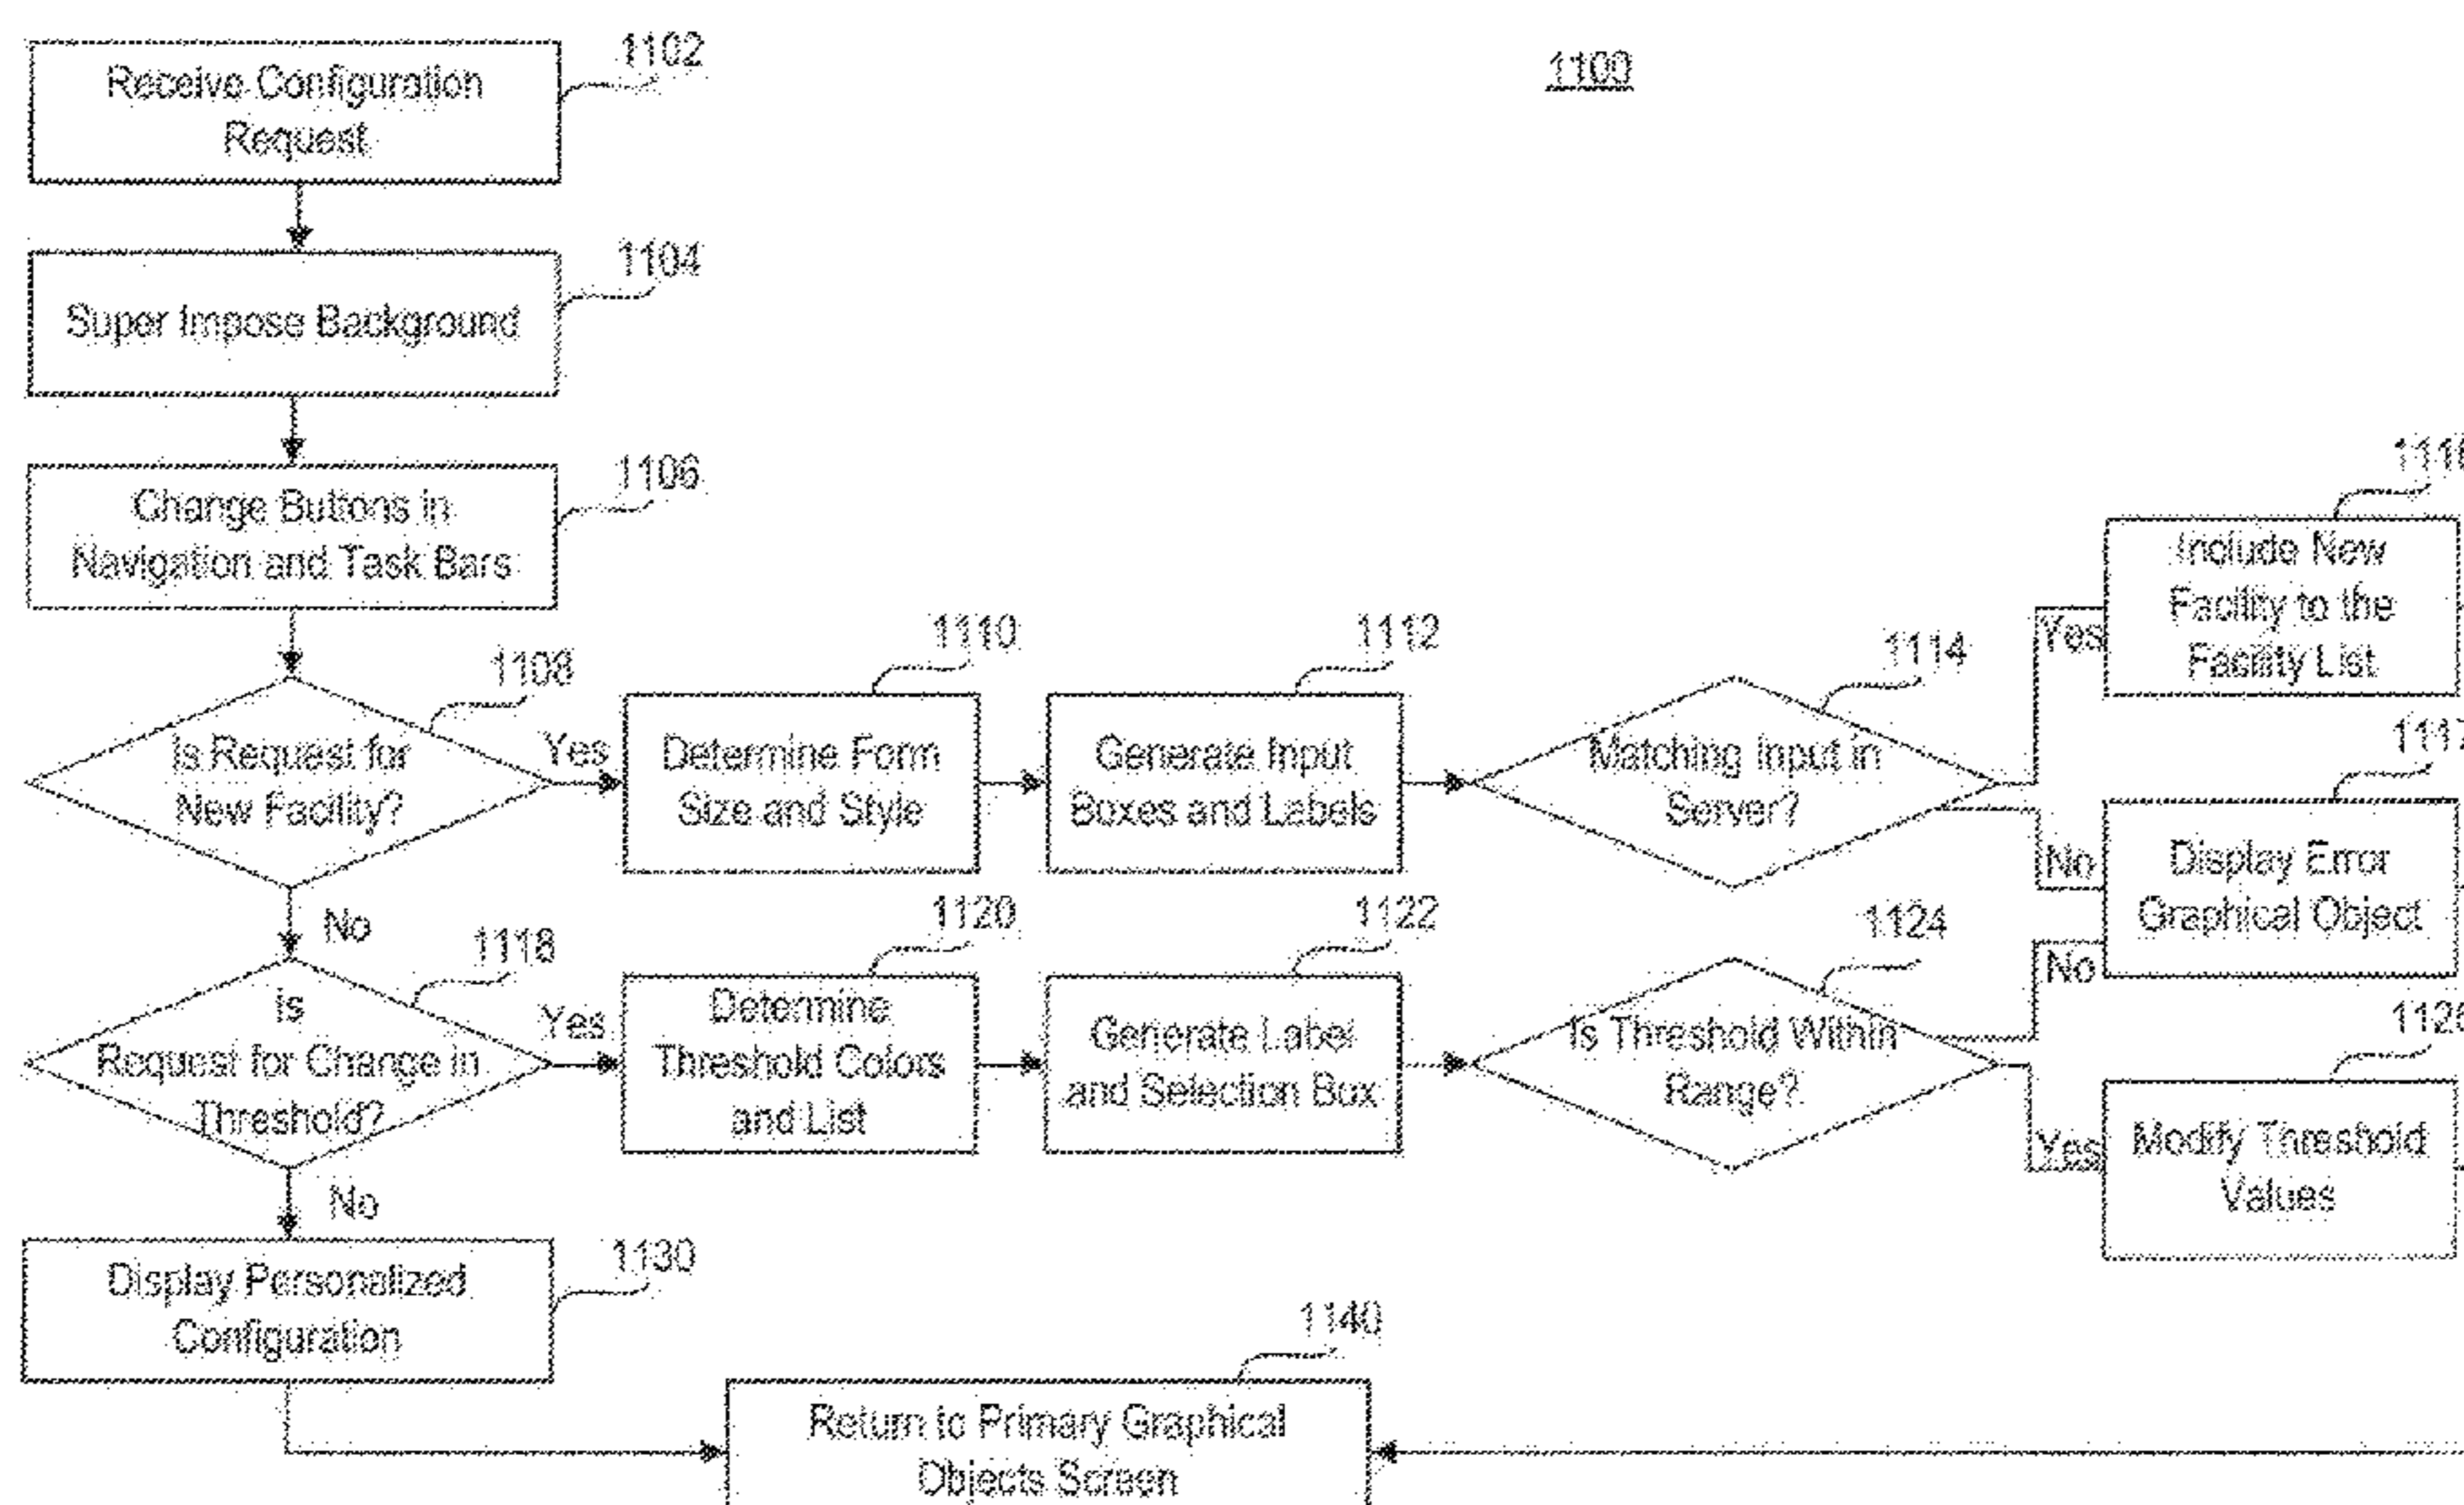 1100
1102
Receive Configuration
Request
1104
Super Impose Background
1106
Change Buttons in
Navigation and Task Bars
1108
Is Request for
New Facility?
Yes
No
1110
Determine Form
Size and Style
1112
Generate Input
Boxes and Labels
1114
Matching Input in
Server?
Yes
No
1116
Include New
Facility to the
Facility List
1117
Display Error
Graphical Object
1118
is
Request for Change in
Threshold?
Yes
No
1120
Determine
Threshold Colors
and List
1122
Generate Label
and Selection Box
1124
Is Threshold Within
Range?
No
Yes
1126
Modify Threshold
Values
1130
Display Personalized
Configuration
1140
Return to Primary Graphical
Objects Screen